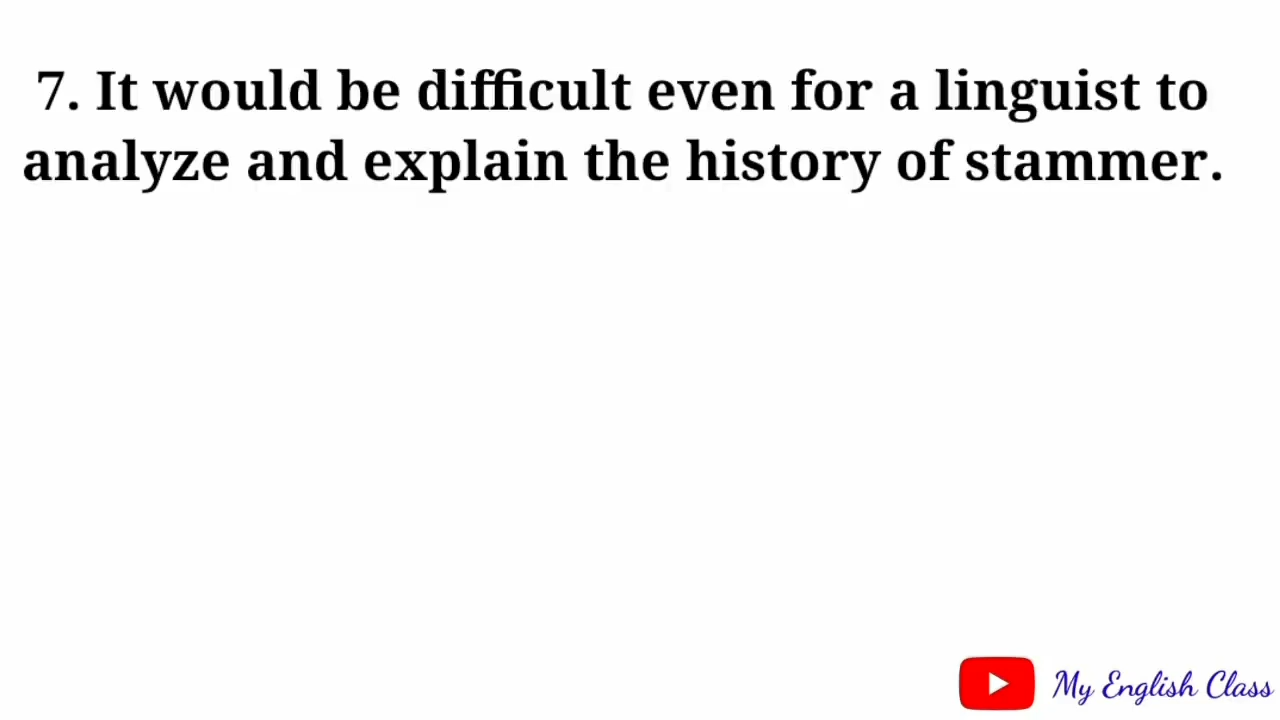 7. It would be difficult even for a linguist to
analyze and explain the history of stammer.
My English Class